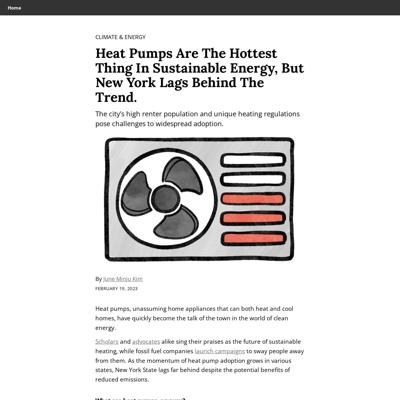 Home
CLIMATE & ENERGY
Heat Pumps Are The Hottest
Thing In Sustainable Energy, But
New York Lags Behind The
Trend.
The city's high renter population and unique heating regulations
pose challenges to widespread adoption.
By June Minju Kim
FEBRUARY 19, 2023
Heat pumps, unassuming home appliances that can both heat and cool
homes, have quickly become the talk of the town in the world of clean
energy.
Scholars and advocates alike sing their praises as the future of sustainable
heating, while fossil fuel companies launch campaigns to sway people away
from them. As the momentum of heat pump adoption grows in various
states, New York State lags far behind despite the potential benefits of
reduced emissions.